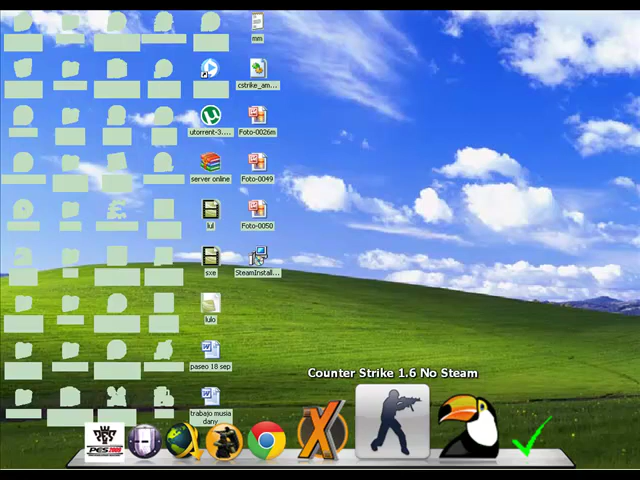 mm
cstrike_am...
utorrent-3....
Foto-0026m
server online
Foto-0049
lul
Foto-0050
sxe
SteamInstall...
lulo
paseo 18 sep
trabajo musia
dany
Counter Strike 1.6 No Steam
PES2009